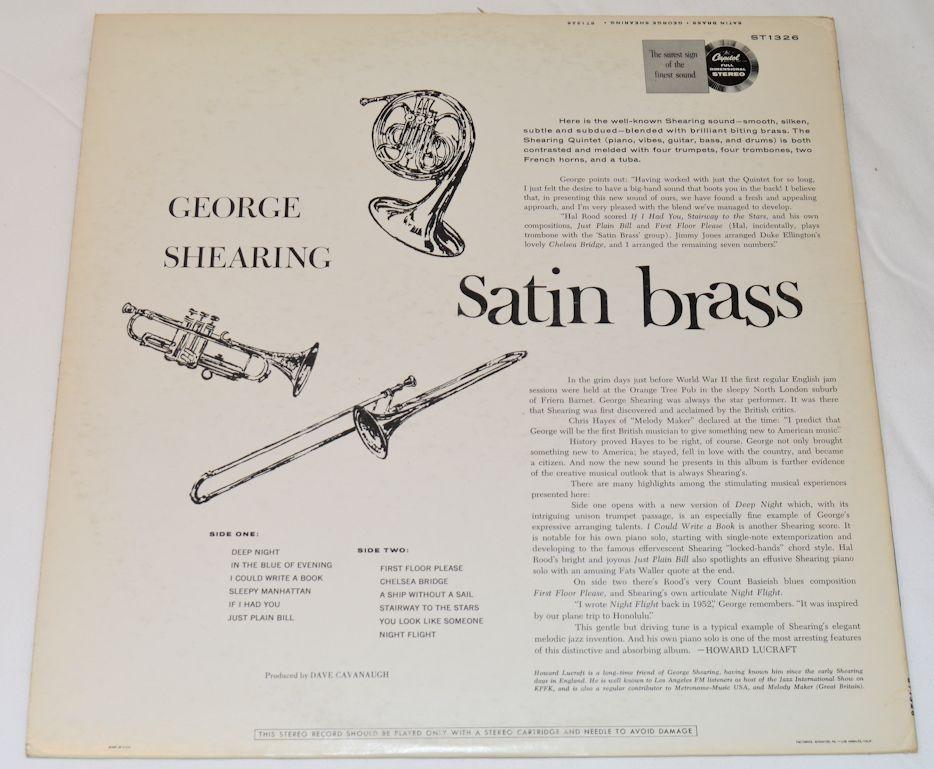 SATIN BRASS • GEORGE SHEARING • ST1326
ST1326
The surest sign
of the
finest sound
Capitol
FULL
DIMENSIONAL
STEREO
Here is the well-known Shearing sound—smooth, silken,
subtle and subdued—blended with brilliant biting brass. The
Shearing Quintet (piano, vibes, guitar, bass, and drums) is both
contrasted and melded with four trumpets, four trombones, two
French horns, and a tuba.
George points out: "Having worked with just the Quintet for so long,
I just felt the desire to have a big-band sound that boots you in the back! I believe
that, in presenting this new sound of ours, we have found a fresh and appealing
approach, and I'm very pleased with the blend we've managed to develop.
"Hal Rood scored If I Had You, Stairway to the Stars, and his own
compositions, Just Plain Bill and First Floor Please (Hal, incidentally, plays
trombone with the 'Satin Brass' group). Jimmy Jones arranged Duke Ellington's
lovely Chelsea Bridge, and I arranged the remaining seven numbers."
GEORGE
SHEARING
satin brass
In the grim days just before World War II the first regular English jam
sessions were held at the Orange Tree Pub in the sleepy North London suburb
of Friern Barnet. George Shearing was always the star performer. It was there
that Shearing was first discovered and acclaimed by the British critics.
Chris Hayes of "Melody Maker" declared at the time: "I predict that
George will be the first British musician to give something new to American music."
History proved Hayes to be right, of course. George not only brought
something new to America; he stayed, fell in love with the country, and became
a citizen. And now the new sound he presents in this album is further evidence
of the creative musical outlook that is always Shearing's.
There are many highlights among the stimulating musical experiences
presented here:
Side one opens with a new version of Deep Night which, with its
intriguing unison trumpet passage, is an especially fine example of George's
expressive arranging talents. I Could Write a Book is another Shearing score. It
is notable for his own piano solo, starting with single-note extemporization and
developing to the famous effervescent Shearing "locked-hands" chord style. Hal
Rood's bright and joyous Just Plain Bill also spotlights an effusive Shearing piano
solo with an amusing Fats Waller quote at the end.
On side two there's Rood's very Count Basieish blues composition
First Floor Please, and Shearing's own articulate Night Flight.
"I wrote Night Flight back in 1952," George remembers. "It was inspired
by our plane trip to Honolulu."
This gentle but driving tune is a typical example of Shearing's elegant
melodic jazz invention. And his own piano solo is one of the most arresting features
of this distinctive and absorbing album. —HOWARD LUCRAFT
Howard Lucraft is a long-time friend of George Shearing, having known him since the early Shearing
days in England. He is well known to Los Angeles FM listeners as host of the Jazz International Show on
KPFK, and is also a regular contributor to Metronome-Music USA, and Melody Maker (Great Britain).
SIDE ONE:
DEEP NIGHT
IN THE BLUE OF EVENING
I COULD WRITE A BOOK
SLEEPY MANHATTAN
IF I HAD YOU
JUST PLAIN BILL
SIDE TWO:
FIRST FLOOR PLEASE
CHELSEA BRIDGE
A SHIP WITHOUT A SAIL
STAIRWAY TO THE STARS
YOU LOOK LIKE SOMEONE
NIGHT FLIGHT
Produced by DAVE CAVANAUGH
THIS STEREO RECORD SHOULD BE PLAYED ONLY WITH A STEREO CARTRIDGE AND NEEDLE TO AVOID DAMAGE